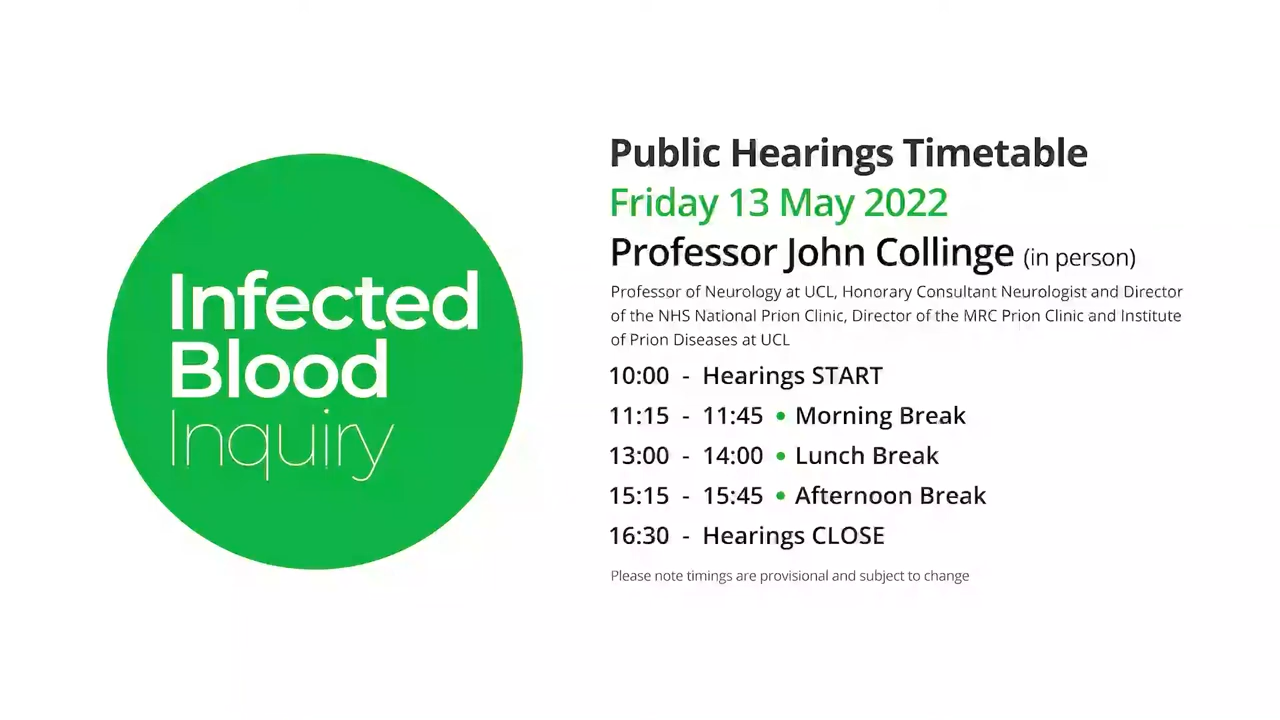 Infected
Blood
Inquiry
Public Hearings Timetable
Friday 13 May 2022
Professor John Collinge (in person)
Professor of Neurology at UCL, Honorary Consultant Neurologist and Director
of the NHS National Prion Clinic, Director of the MRC Prion Clinic and Institute
of Prion Diseases at UCL
10:00 - Hearings START
11:15 - 11:45 • Morning Break
13:00 - 14:00 • Lunch Break
15:15 - 15:45 • Afternoon Break
16:30 - Hearings CLOSE
Please note timings are provisional and subject to change